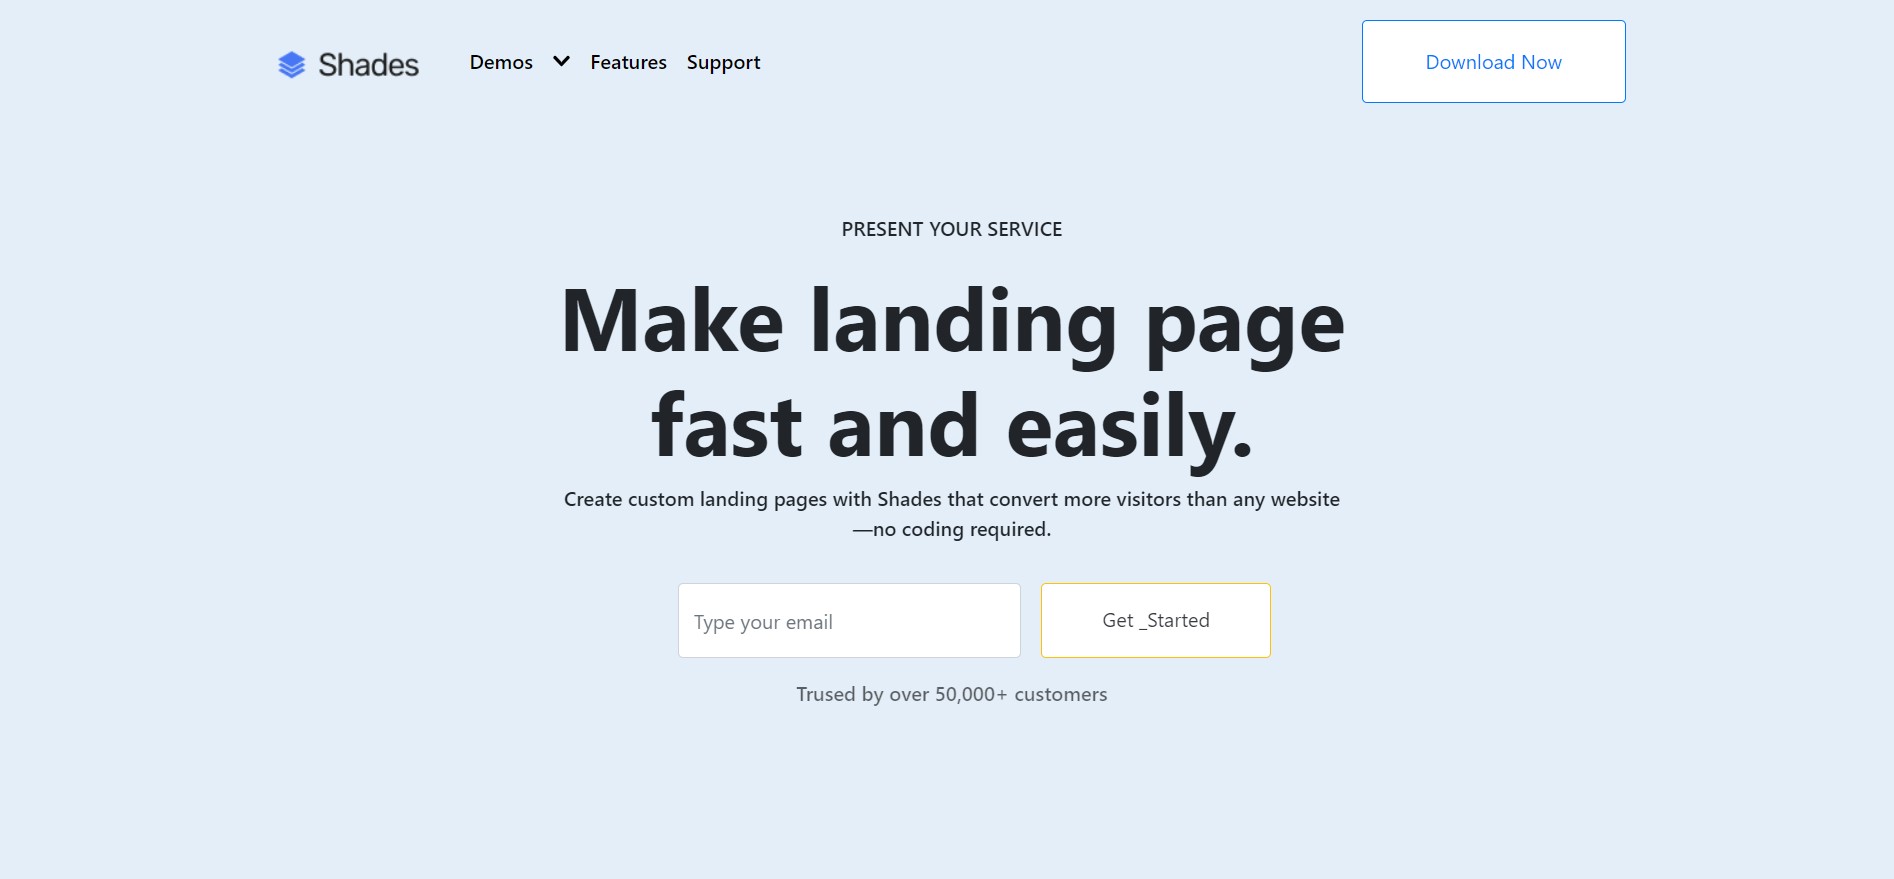 Shades
Demos
Features
Support
Download Now
PRESENT YOUR SERVICE
Make landing page
fast and easily.
Create custom landing pages with Shades that convert more visitors than any website
—no coding required.
Type your email
Get _Started
Trused by over 50,000+ customers